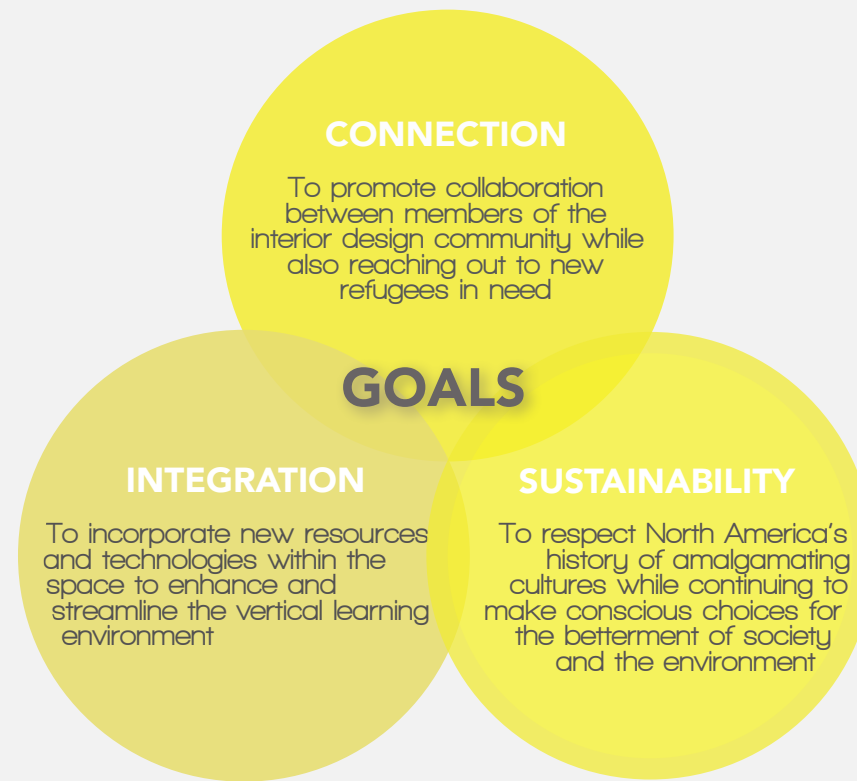 CONNECTION
To promote collaboration
between members of the
interior design community while
also reaching out to new
refugees in need
GOALS
INTEGRATION
To incorporate new resources
and technologies within the
space to enhance and
streamline the vertical learning
environment
SUSTAINABILITY
To respect North America's
history of amalgamating
cultures while continuing to
make conscious choices for
the betterment of society
and the environment